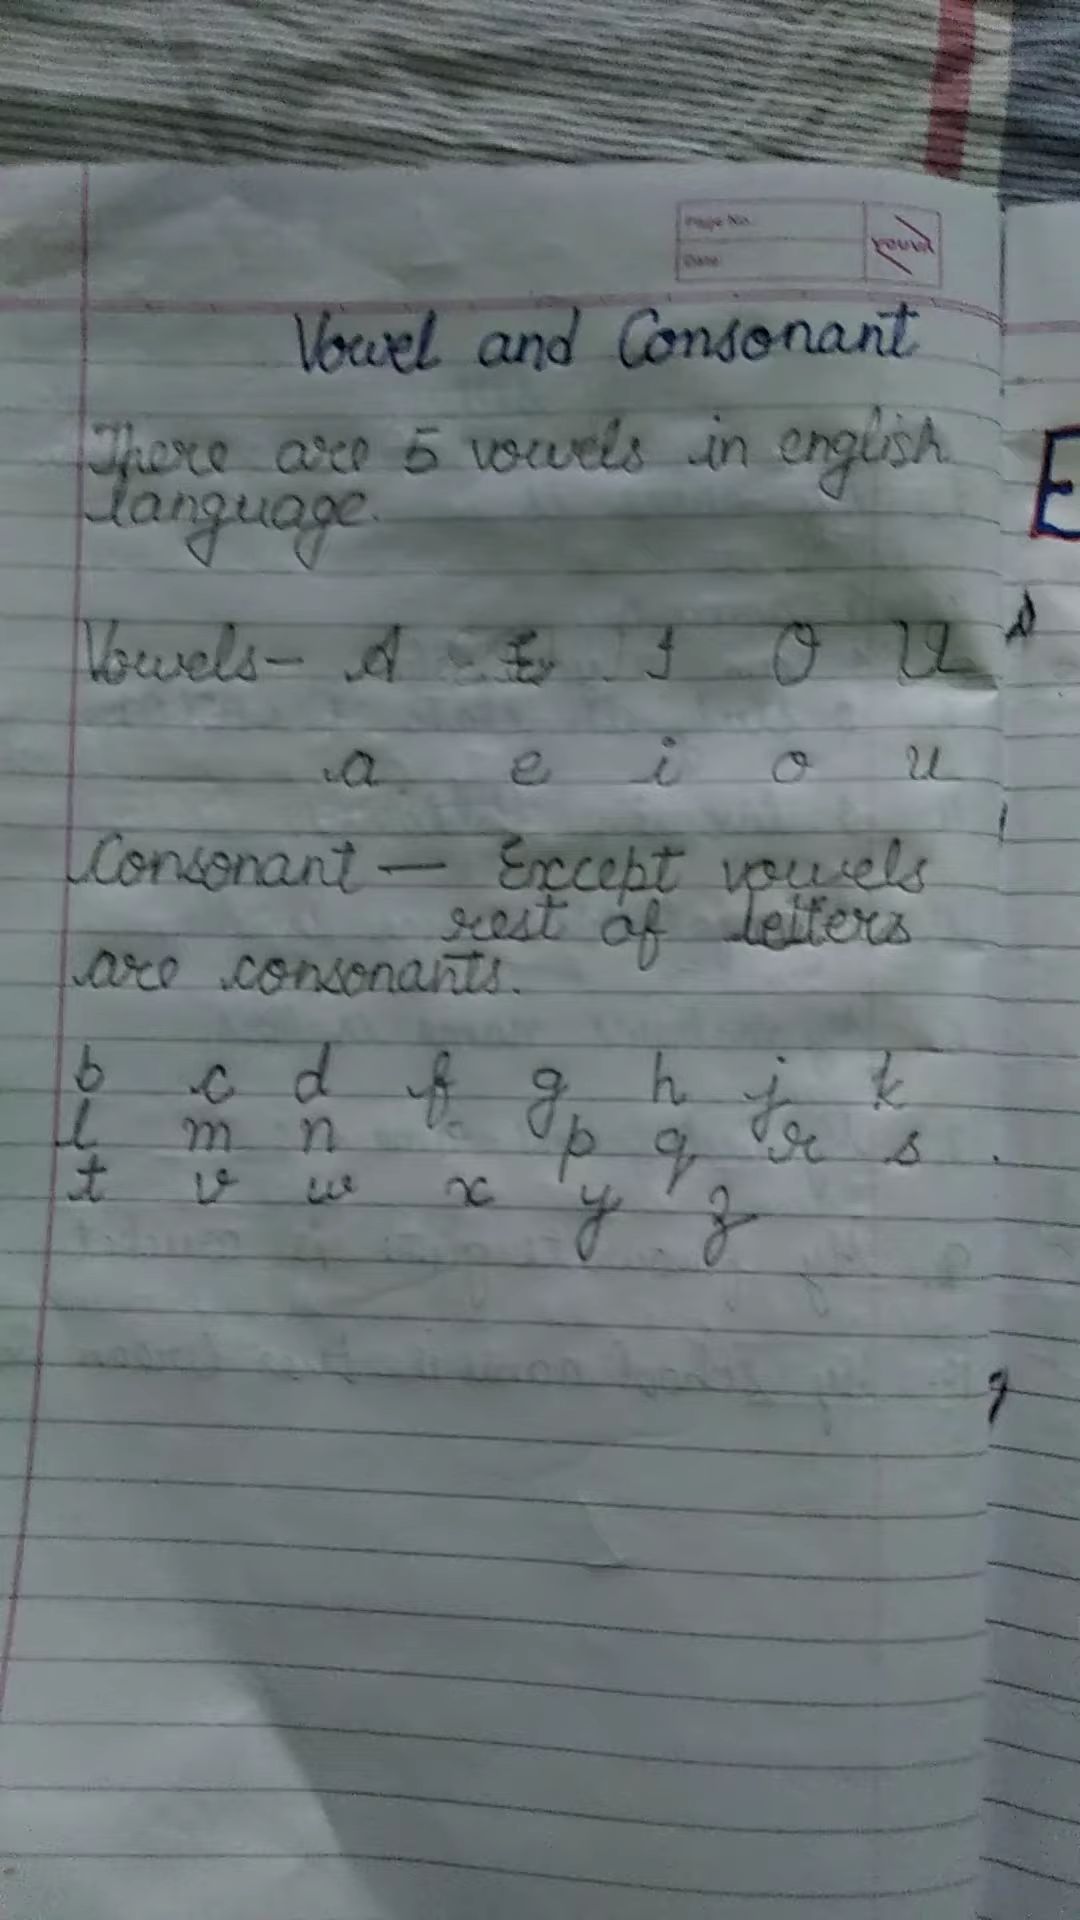 Page No.
Date
youva
Vowel and Consonant
There are 5 vowels in english
language.
Vowels- A E I O U
a e i o u
Consonant — Except vowels
rest of letters
are consonants.
b c d f g h j k
l m n p q r s
t v w x y z
E